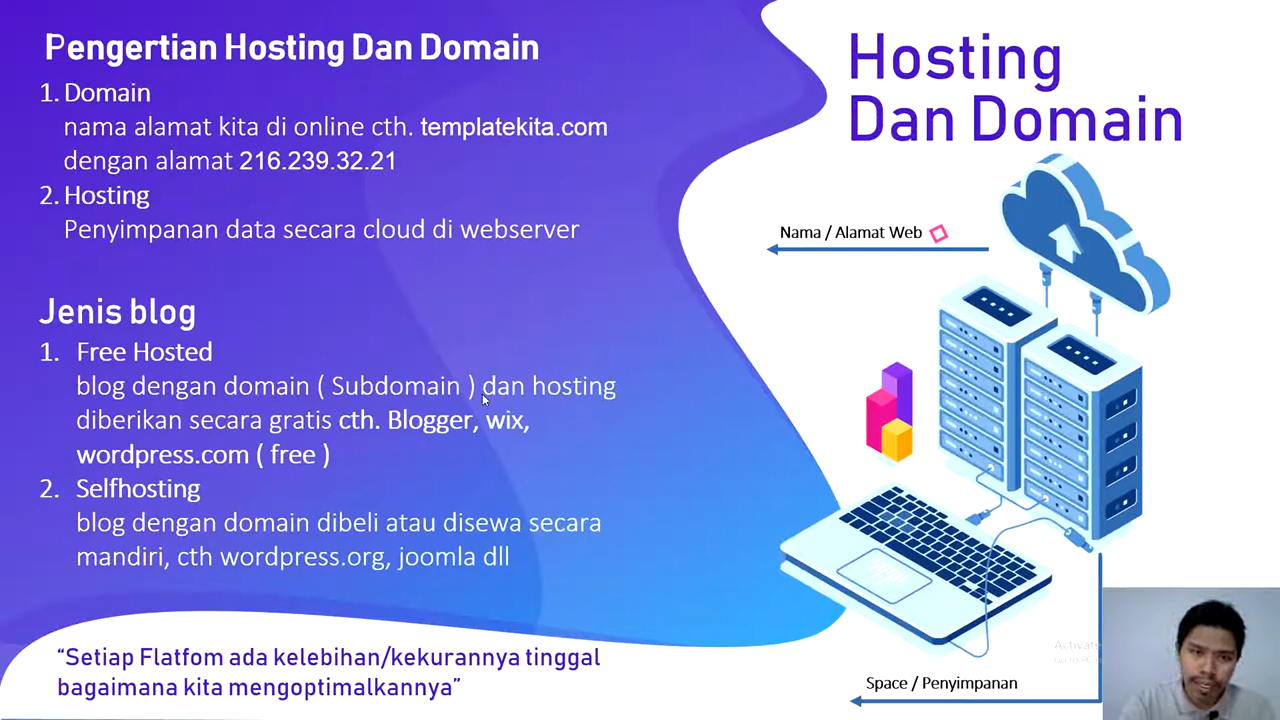 Pengertian Hosting Dan Domain
1. Domain
nama alamat kita di online cth. templatekita.com
dengan alamat 216.239.32.21
2. Hosting
Penyimpanan data secara cloud di webserver
Jenis blog
1. Free Hosted
blog dengan domain ( Subdomain ) dan hosting
diberikan secara gratis cth. Blogger, wix,
wordpress.com ( free )
2. Selfhosting
blog dengan domain dibeli atau disewa secara
mandiri, cth wordpress.org, joomla dll
“Setiap Flatfom ada kelebihan/kekurannya tinggal
bagaimana kita mengoptimalkannya”
Hosting
Dan Domain
Nama / Alamat Web
Space / Penyimpanan
Activat
Go to PC